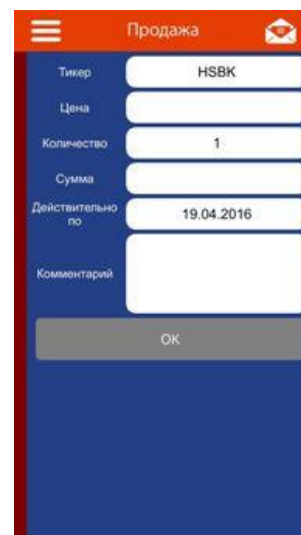 Продажа
Тикер HSBK
Цена
Количество 1
Сумма
Действительно
по 19.04.2016
Комментарий
OK